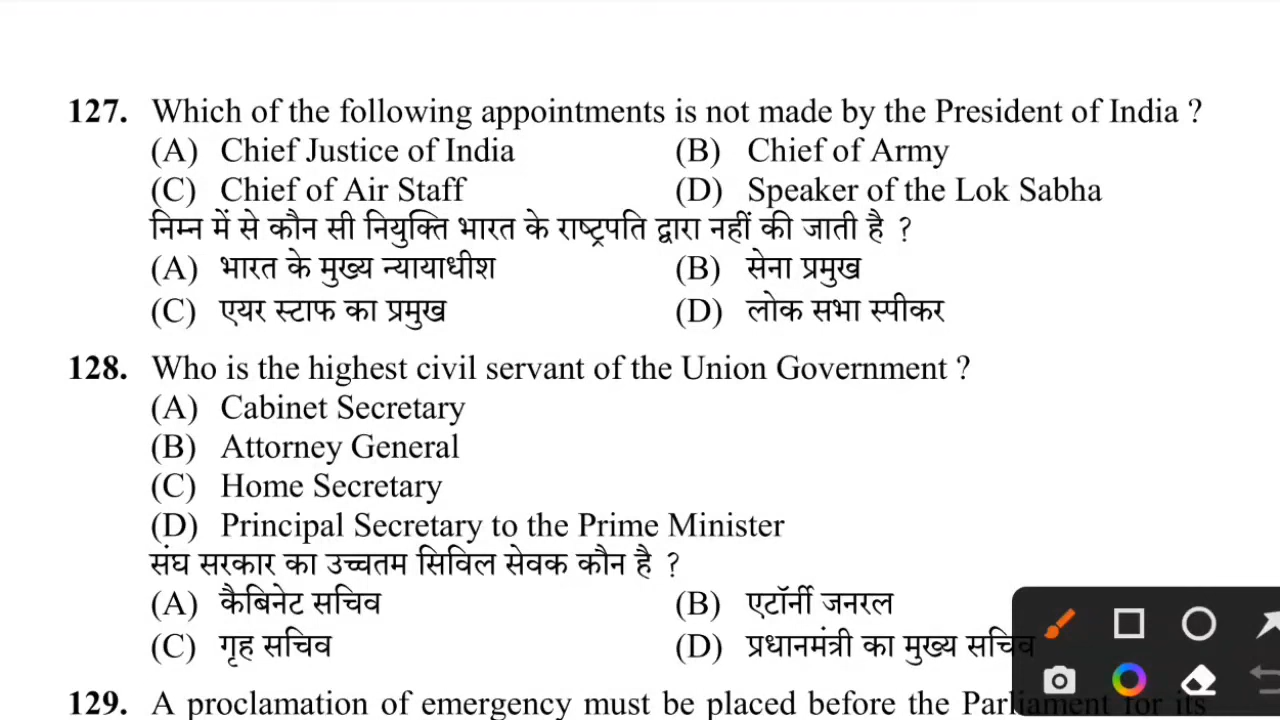 127. Which of the following appointments is not made by the President of India ?
(A) Chief Justice of India (B) Chief of Army
(C) Chief of Air Staff (D) Speaker of the Lok Sabha
निम्न में से कौन सी नियुक्ति भारत के राष्ट्रपति द्वारा नहीं की जाती है ?
(A) भारत के मुख्य न्यायाधीश (B) सेना प्रमुख
(C) एयर स्टाफ का प्रमुख (D) लोक सभा स्पीकर
128. Who is the highest civil servant of the Union Government ?
(A) Cabinet Secretary
(B) Attorney General
(C) Home Secretary
(D) Principal Secretary to the Prime Minister
संघ सरकार का उच्चतम सिविल सेवक कौन है ?
(A) कैबिनेट सचिव (B) एटॉर्नी जनरल
(C) गृह सचिव (D) प्रधानमंत्री का मुख्य सचिव
129. A proclamation of emergency must be placed before the Parliament for its